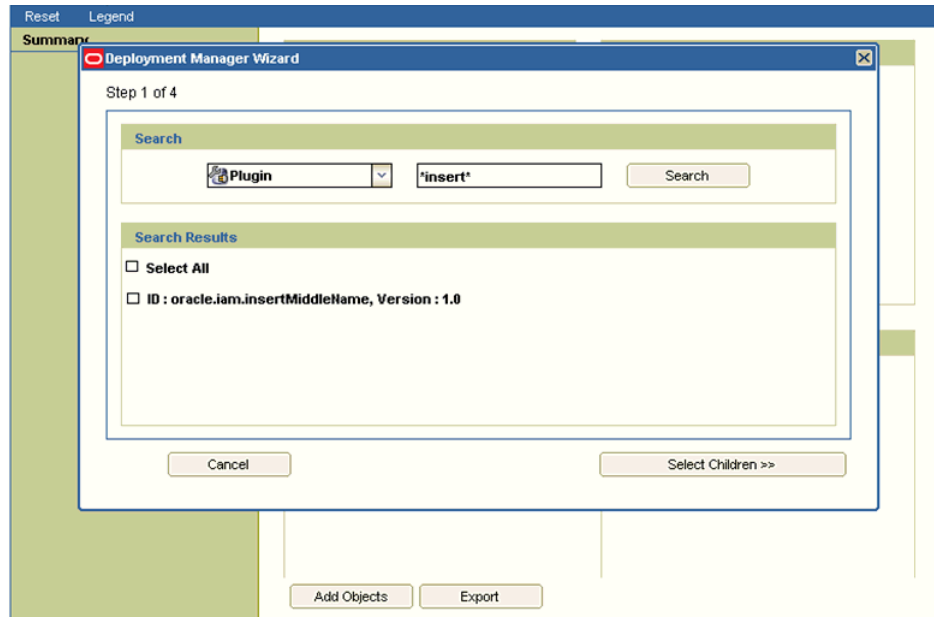 Reset Legend
Summary
Deployment Manager Wizard
Step 1 of 4
Search
Plugin *insert* Search
Search Results
Select All
ID : oracle.iam.insertMiddleName, Version : 1.0
Cancel Select Children >>
Add Objects Export